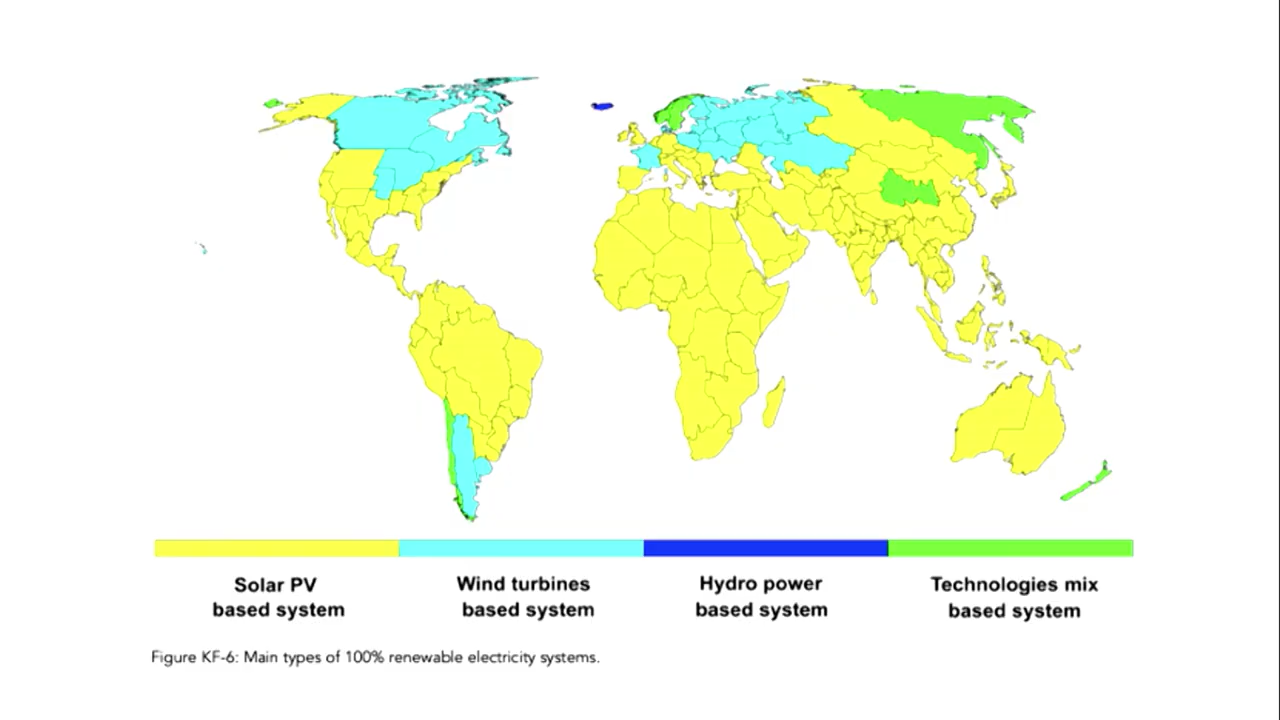 Solar PV
based system
Wind turbines
based system
Hydro power
based system
Technologies mix
based system
Figure KF-6: Main types of 100% renewable electricity systems.